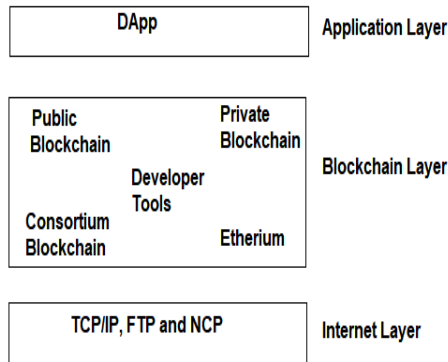 DApp
Application Layer
Public
Blockchain
Private
Blockchain
Developer
Tools
Blockchain Layer
Consortium
Blockchain
Etherium
TCP/IP, FTP and NCP
Internet Layer